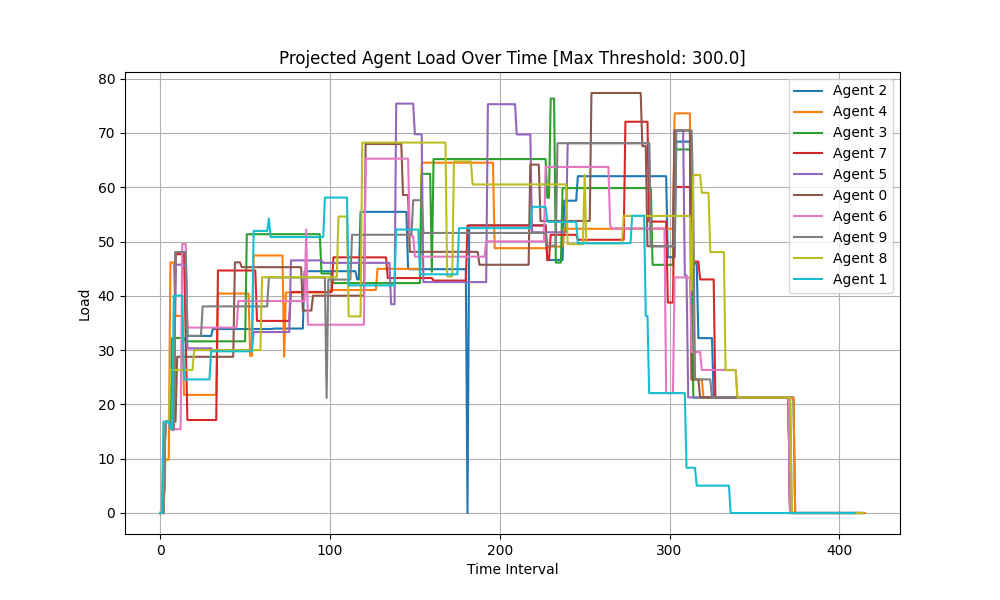 Projected Agent Load Over Time [Max Threshold: 300.0]
Load
80
70
60
50
40
30
20
10
0
0
100
200
300
400
Time Interval
Agent 2
Agent 4
Agent 3
Agent 7
Agent 5
Agent 0
Agent 6
Agent 9
Agent 8
Agent 1